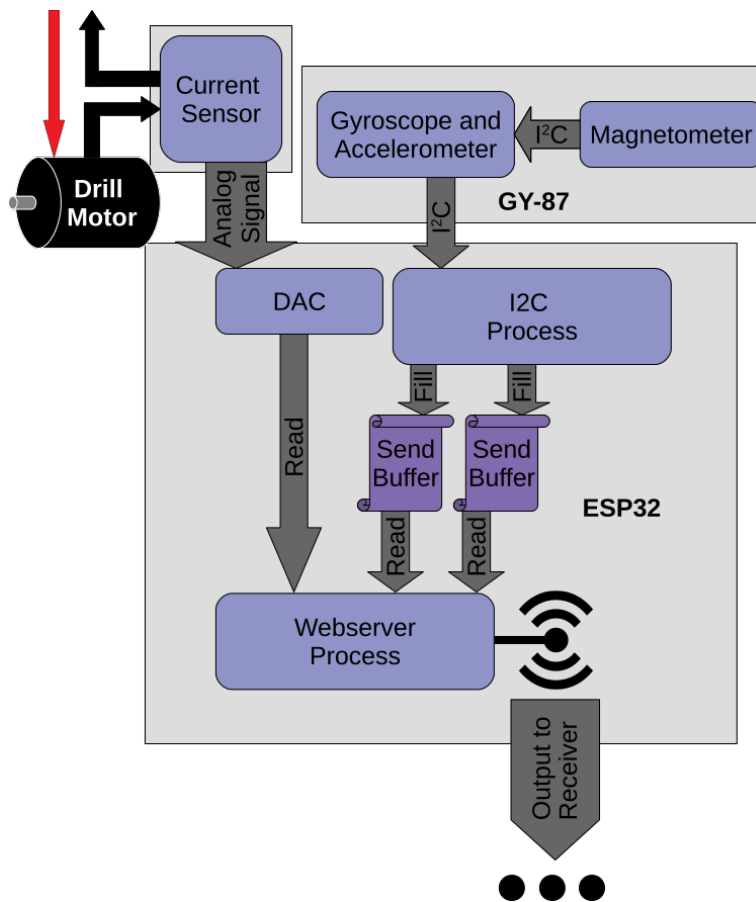 Current
Sensor
Gyroscope and
Accelerometer
I²C
Magnetometer
GY-87
Drill
Motor
Analog
Signal
I²C
DAC
I2C
Process
Fill
Fill
Send
Buffer
Send
Buffer
Read
ESP32
Read
Read
Webserver
Process
Output to
Receiver